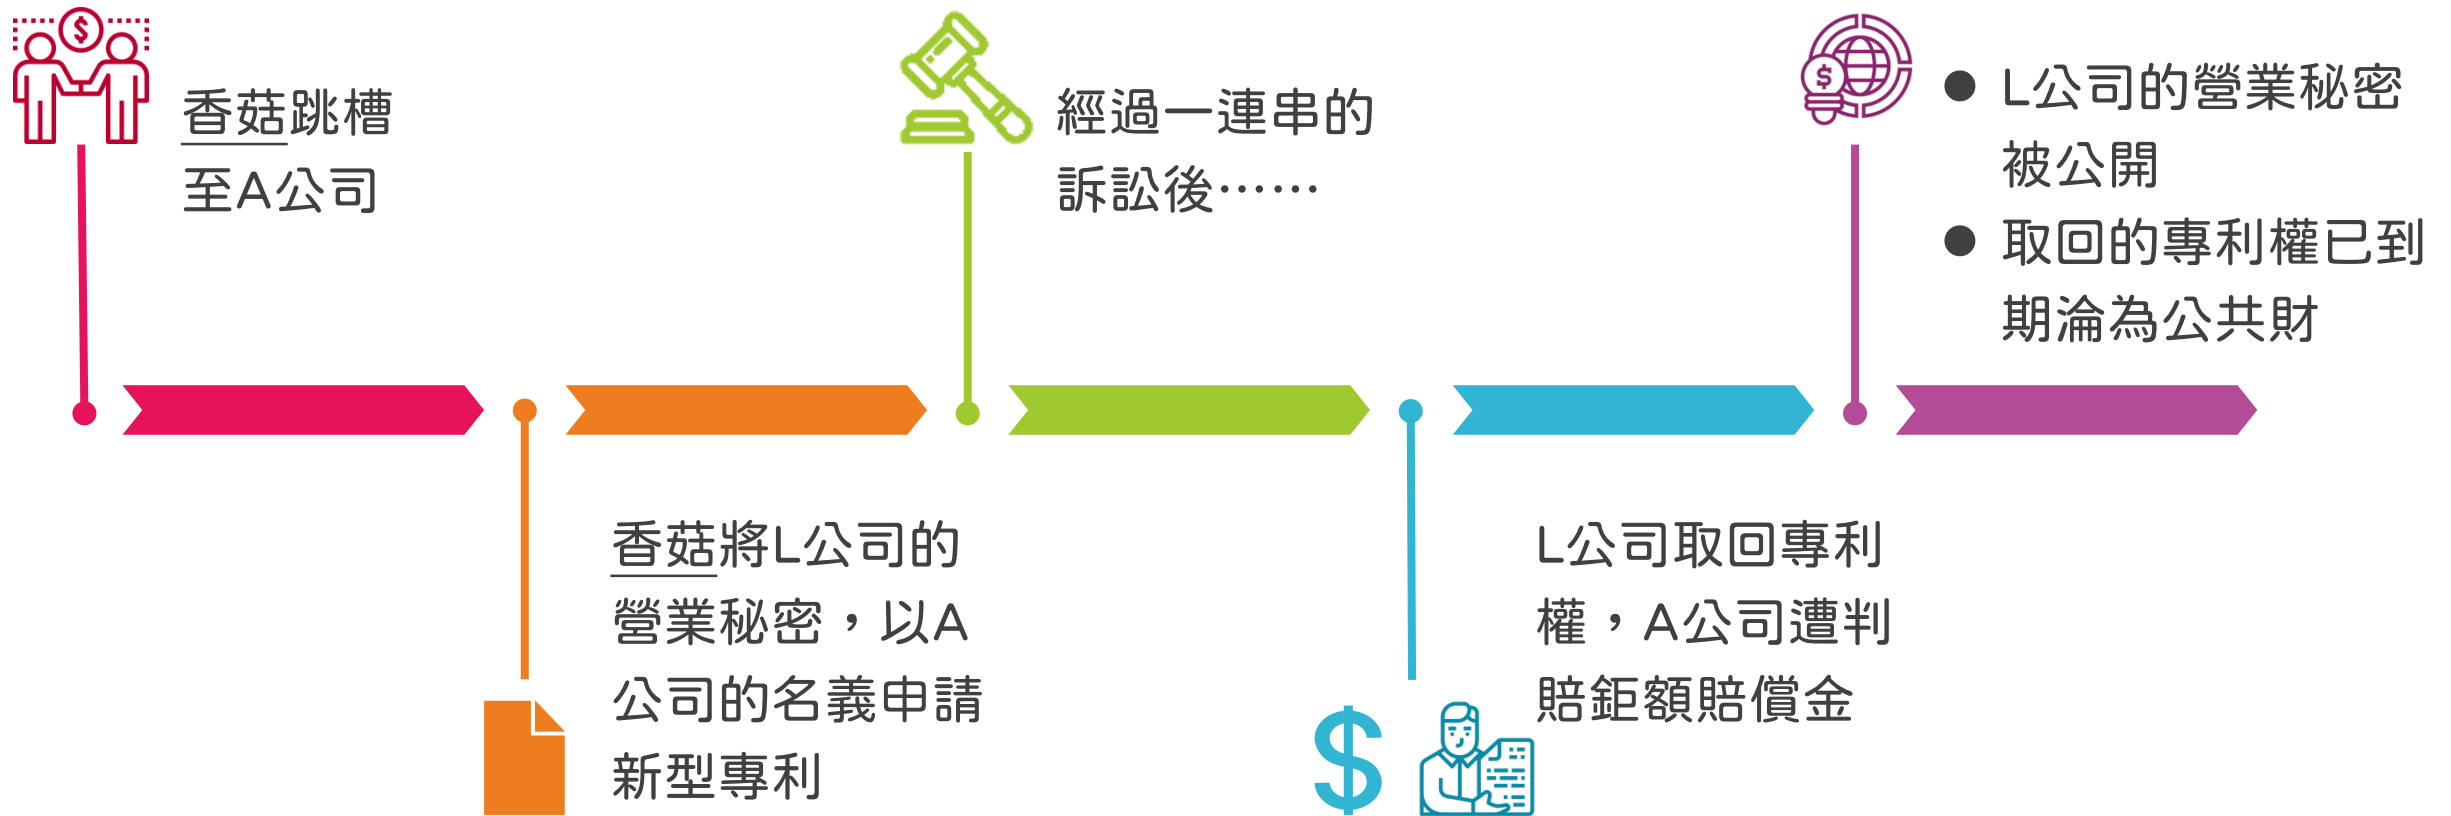 香菇跳槽
至A公司
香菇將L公司的
營業秘密，以A
公司的名義申請
新型專利
經過一連串的
訴訟後……
L公司取回專利
權，A公司遭判
賠鉅額賠償金
● L公司的營業秘密
被公開
● 取回的專利權已到
期淪為公共財